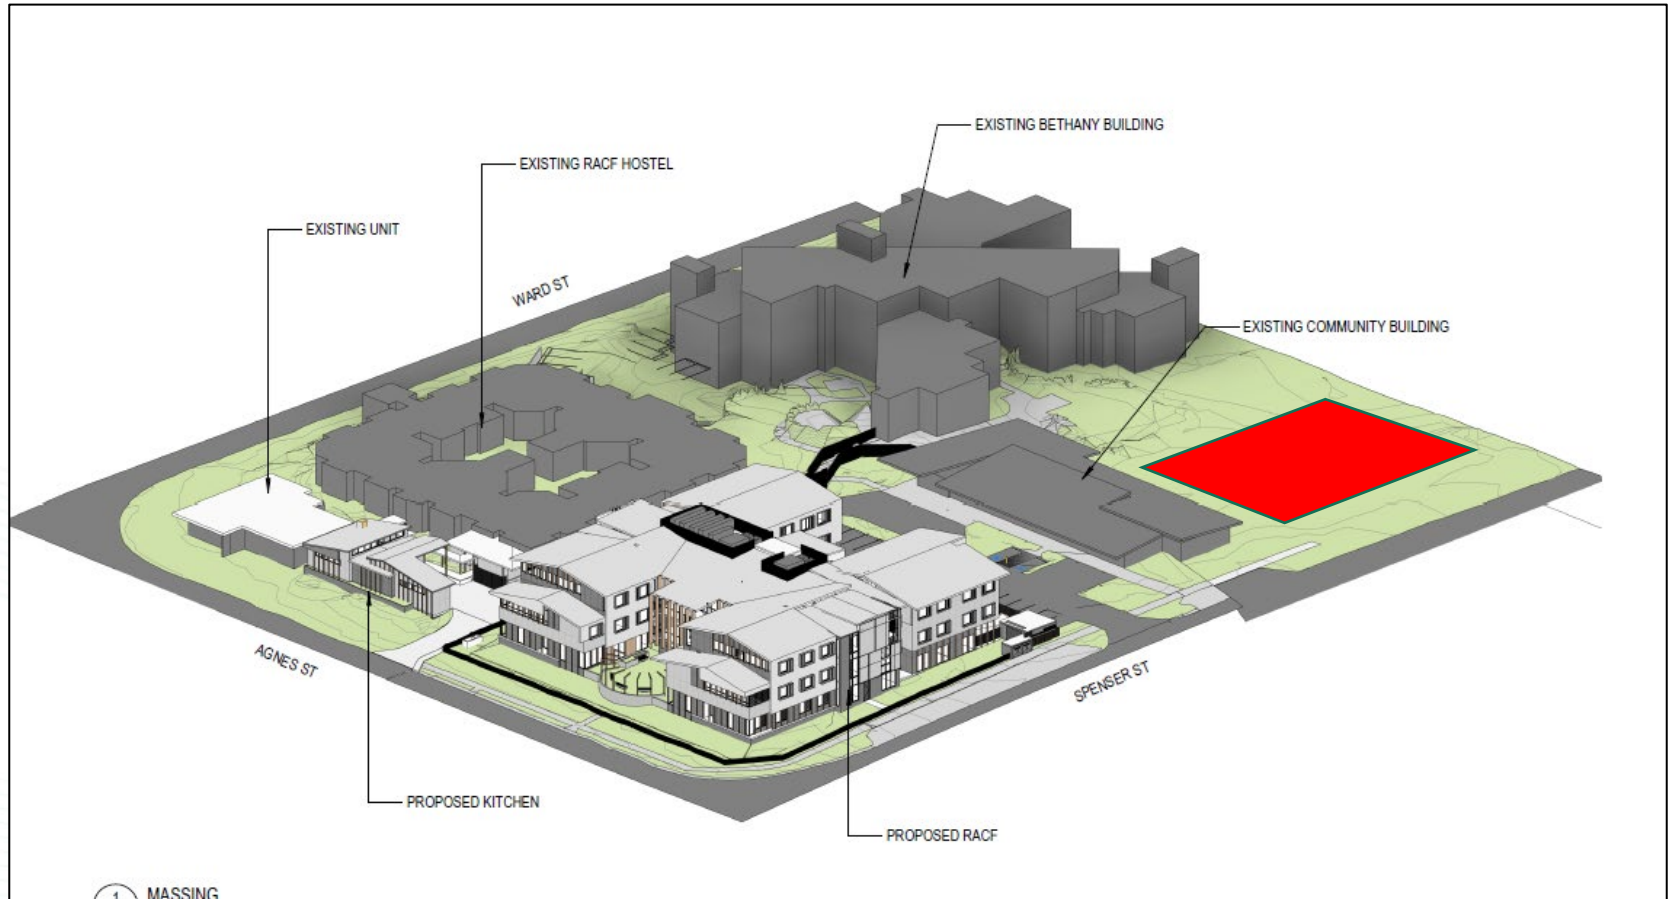 EXISTING BETHANY BUILDING
EXISTING RACF HOSTEL
EXISTING UNIT
WARD ST
EXISTING COMMUNITY BUILDING
AGNES ST
SPENSER ST
PROPOSED KITCHEN
PROPOSED RACF
1
MASSING